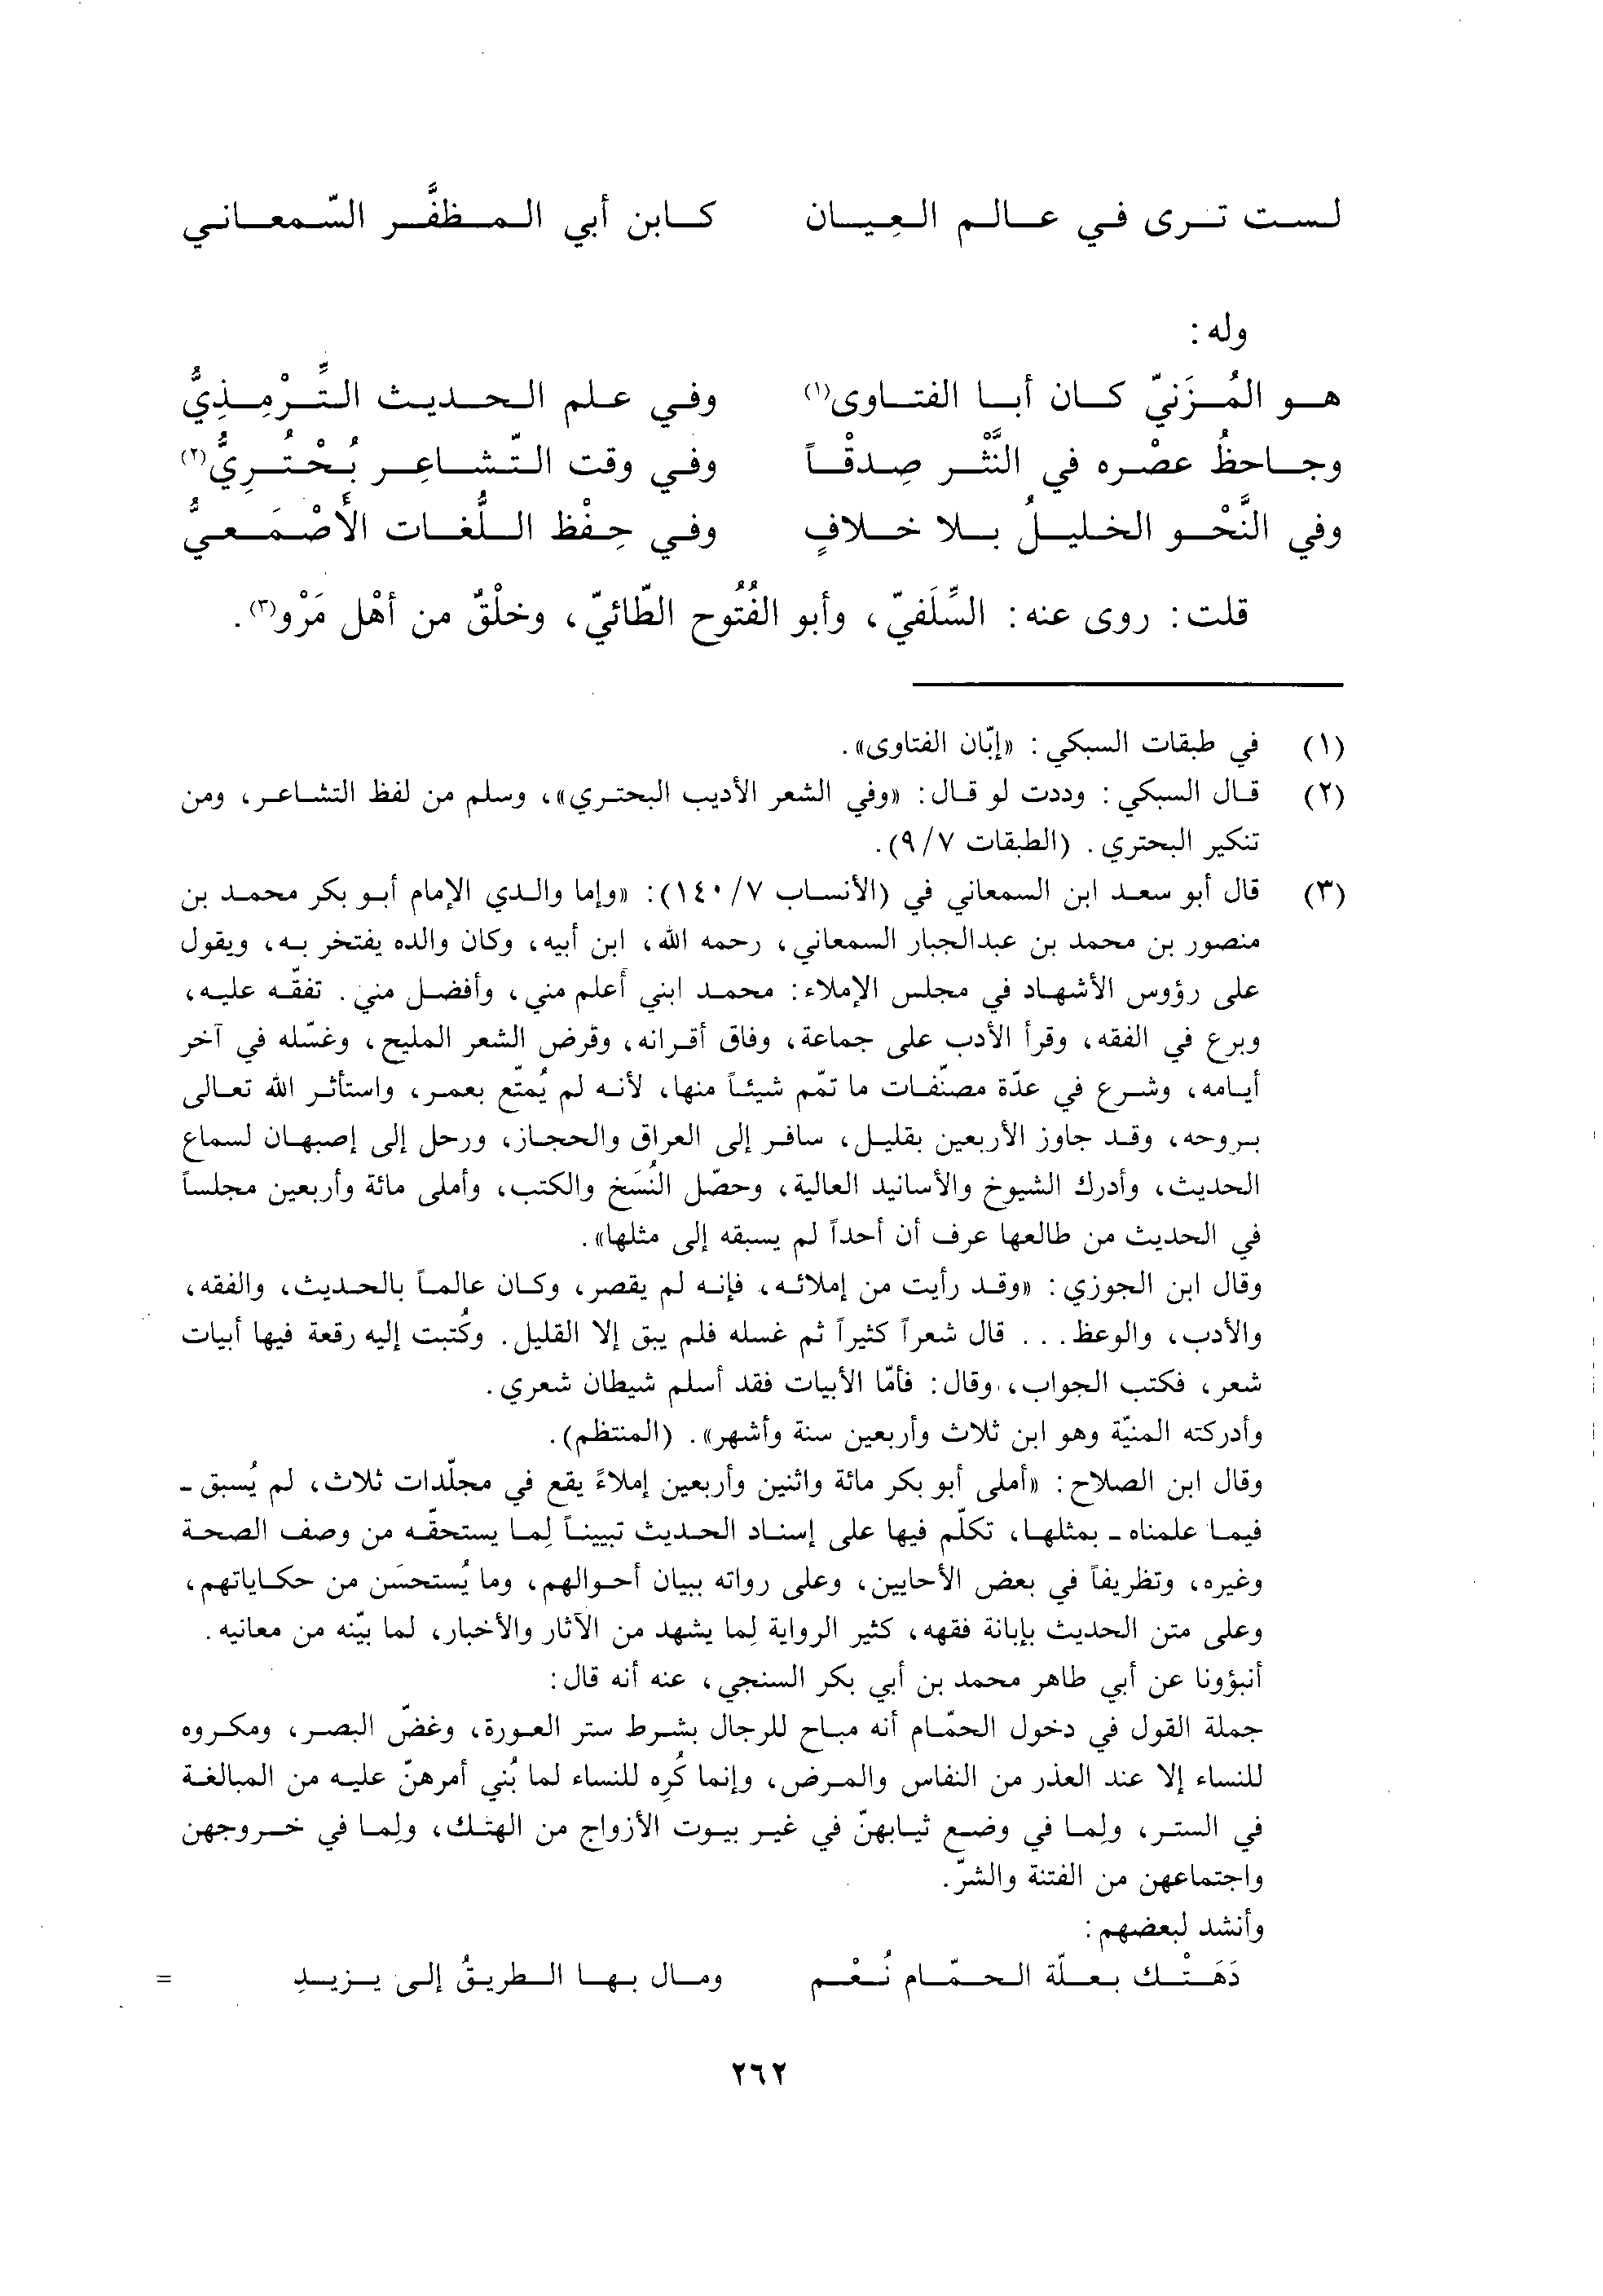 لست ترى في عالم العِيان كابن أبي المظفَّر السّمعاني
وله:
هو المُزَنيّ كان أبا الفتاوى(١) وفي علم الحديث التِّرْمِذِيُّ
وجاحظُ عصْره في النَّثْر صِدقْاً وفي وقت التّشاعِر بُحْتُرِيُّ(٢)
وفي النَّحْو الخليلُ بلا خلافٍ وفي حِفْظ اللُّغات الأَصْمَعيُّ
قلت: روى عنه: السِّلَفيّ، وأبو الفُتُوح الطّائيّ، وخلْقٌ من أهْل مَرْو(٣).
(١) في طبقات السبكي: «إبّان الفتاوى».
(٢) قال السبكي: وددت لو قال: «وفي الشعر الأديب البحتري»، وسلم من لفظ التشاعر، ومن
تنكير البحتري. (الطبقات ٩/٧).
(٣) قال أبو سعد ابن السمعاني في (الأنساب ١٤٠/٧): «وإما والدي الإمام أبو بكر محمد بن
منصور بن محمد بن عبدالجبار السمعاني، رحمه الله، ابن أبيه، وكان والده يفتخر به، ويقول
على رؤوس الأشهاد في مجلس الإملاء: محمد ابني أعلم مني، وأفضل مني. تفقّه عليه،
وبرع في الفقه، وقرأ الأدب على جماعة، وفاق أقرانه، وقرض الشعر المليح، وغسّله في آخر
أيامه، وشرع في عدّة مصنّفات ما تمّم شيئاً منها، لأنه لم يُمتّع بعمر، واستأثر الله تعالى
بروحه، وقد جاوز الأربعين بقليل، سافر إلى العراق والحجاز، ورحل إلى إصبهان لسماع
الحديث، وأدرك الشيوخ والأسانيد العالية، وحصّل النُسَخ والكتب، وأملى مائة وأربعين مجلساً
في الحديث من طالعها عرف أن أحداً لم يسبقه إلى مثلها».
وقال ابن الجوزي: «وقد رأيت من إملائه، فإنه لم يقصر، وكان عالماً بالحديث، والفقه،
والأدب، والوعظ... قال شعراً كثيراً ثم غسله فلم يبق إلا القليل. وكُتبت إليه رقعة فيها أبيات
شعر، فكتب الجواب، وقال: فأمّا الأبيات فقد أسلم شيطان شعري.
وأدركته المنيّة وهو ابن ثلاث وأربعين سنة وأشهر». (المنتظم).
وقال ابن الصلاح: «أملى أبو بكر مائة واثنين وأربعين إملاءً يقع في مجلّدات ثلاث، لم يُسبق -
فيما علمناه - بمثلها، تكلّم فيها على إسناد الحديث تبييناً لِما يستحقّه من وصف الصحة
وغيره، وتظريفاً في بعض الأحايين، وعلى رواته ببيان أحوالهم، وما يُستحسَن من حكاياتهم،
وعلى متن الحديث بإبانة فقهه، كثير الرواية لِما يشهد من الآثار والأخبار، لما بيّنه من معانيه.
أنبؤونا عن أبي طاهر محمد بن أبي بكر السنجي، عنه أنه قال:
جملة القول في دخول الحمّام أنه مباح للرجال بشرط ستر العورة، وغضّ البصر، ومكروه
للنساء إلا عند العذر من النفاس والمرض، وإنما كُرِه للنساء لما بُني أمرهنّ عليه من المبالغة
في الستر، ولِما في وضع ثيابهنّ في غير بيوت الأزواج من الهتك، ولِما في خروجهن
واجتماعهن من الفتنة والشرّ.
وأنشد لبعضهم:
دَهَتْك بعلّة الحمّام نُعْم ومال بها الطريقُ إلى يزيدِ =
٢٦٢